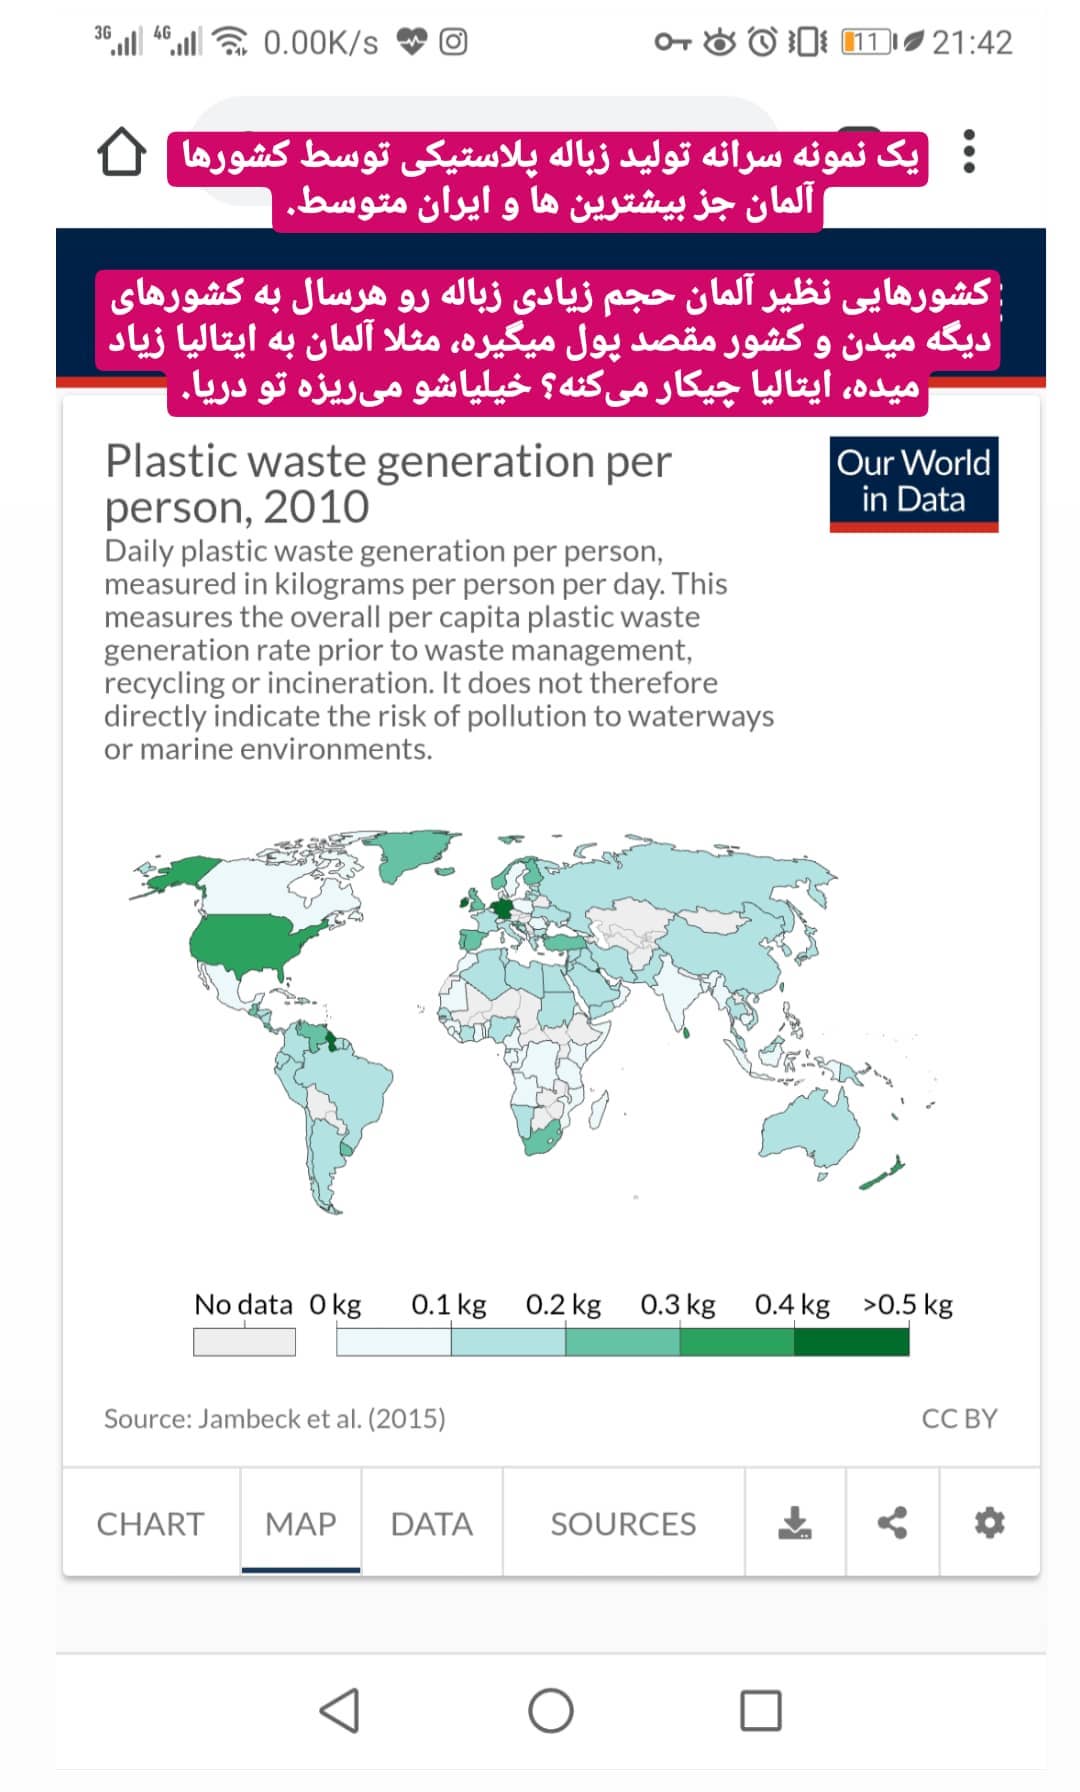 3G 4G 0.00K/s 11 21:42
یک نمونه سرانه تولید زباله پلاستیکی توسط کشورها
آلمان جز بیشترین ها و ایران متوسط.
کشورهایی نظیر آلمان حجم زیادی زباله رو هرسال به کشورهای
دیگه میدن و کشور مقصد پول میگیره، مثلا آلمان به ایتالیا زیاد
میده، ایتالیا چیکار می‌کنه؟ خیلیاشو می‌ریزه تو دریا.
Plastic waste generation per
person, 2010
Our World
in Data
Daily plastic waste generation per person,
measured in kilograms per person per day. This
measures the overall per capita plastic waste
generation rate prior to waste management,
recycling or incineration. It does not therefore
directly indicate the risk of pollution to waterways
or marine environments.
No data 0 kg 0.1 kg 0.2 kg 0.3 kg 0.4 kg >0.5 kg
Source: Jambeck et al. (2015) CC BY
CHART MAP DATA SOURCES